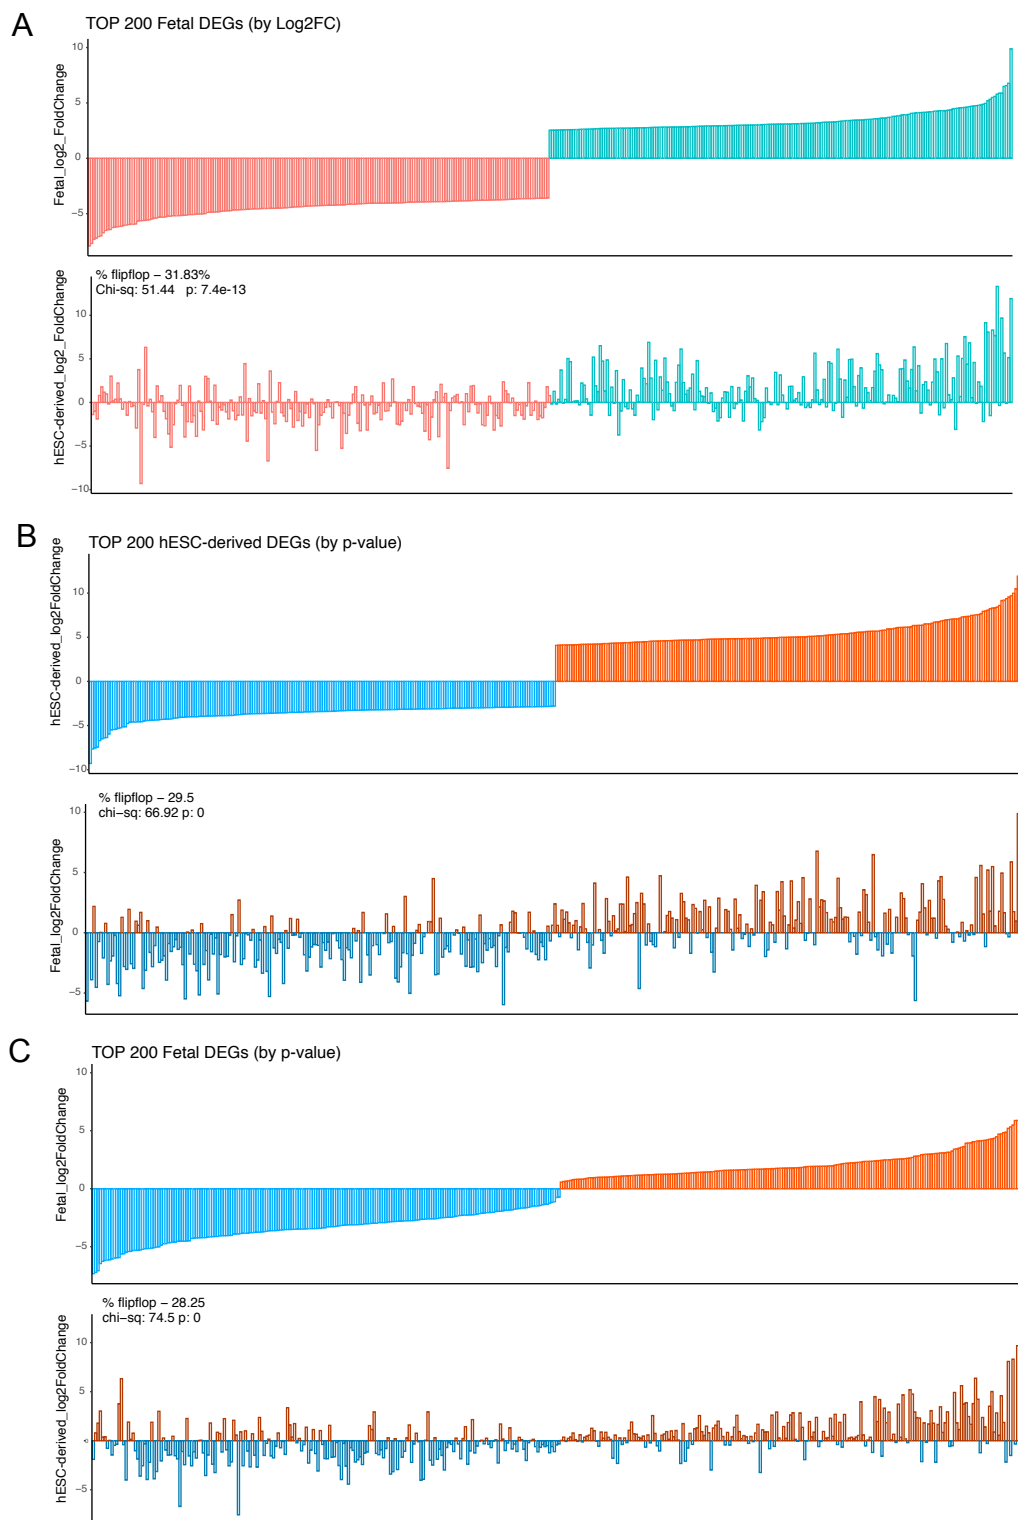 A
TOP 200 Fetal DEGs (by Log2FC)
Fetal_log2_FoldChange
10
5
0
−5
hESC-derived_log2_FoldChange
% flipflop − 31.83%
Chi-sq: 51.44 p: 7.4e-13
10
5
0
−5
−10
B
TOP 200 hESC-derived DEGs (by p-value)
hESC-derived_log2FoldChange
10
5
0
−5
−10
% flipflop − 29.5
chi−sq: 66.92 p: 0
Fetal_log2FoldChange
10
5
0
−5
C
TOP 200 Fetal DEGs (by p-value)
Fetal_log2FoldChange
10
5
0
−5
% flipflop − 28.25
chi−sq: 74.5 p: 0
hESC-derived_log2FoldChange
10
5
−5